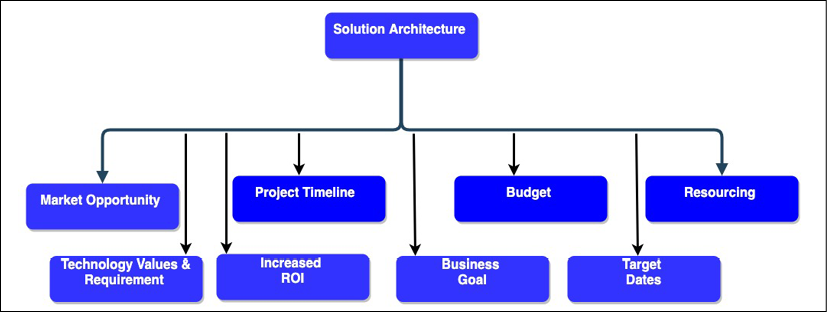 Solution Architecture
Market Opportunity
Project Timeline
Budget
Resourcing
Technology Values &
Requirement
Increased
ROI
Business
Goal
Target
Dates